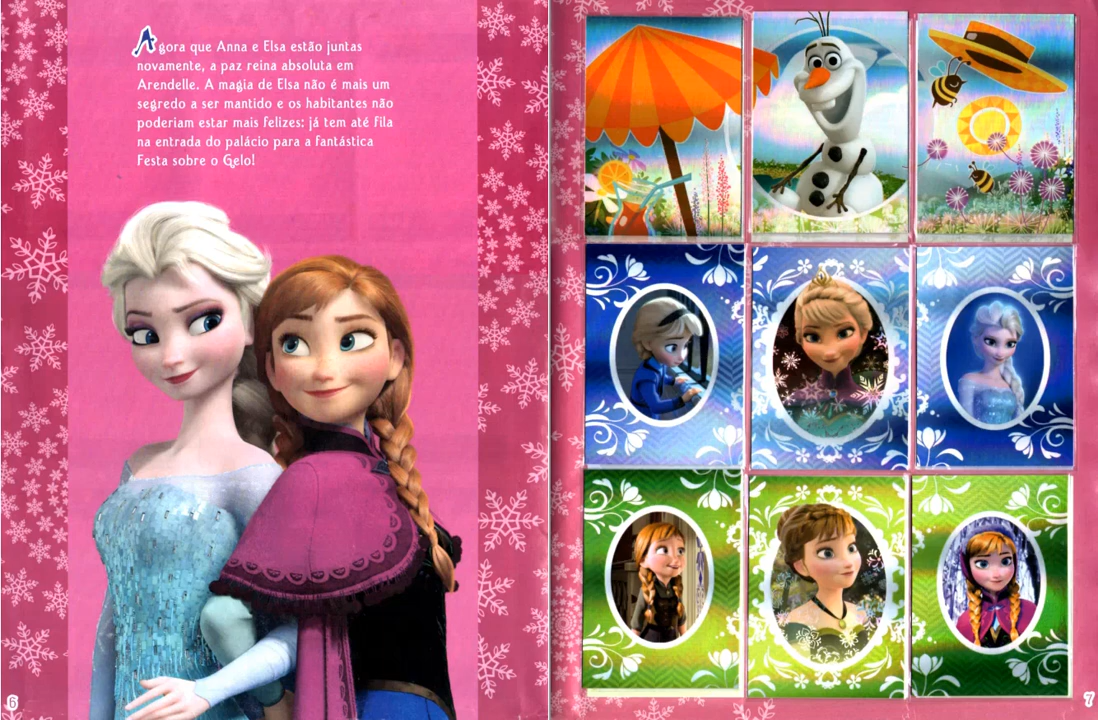 Agora que Anna e Elsa estão juntas
novamente, a paz reina absoluta em
Arendelle. A magia de Elsa não é mais um
segredo a ser mantido e os habitantes não
poderiam estar mais felizes: já tem até fila
na entrada do palácio para a fantástica
Festa sobre o Gelo!
6
7